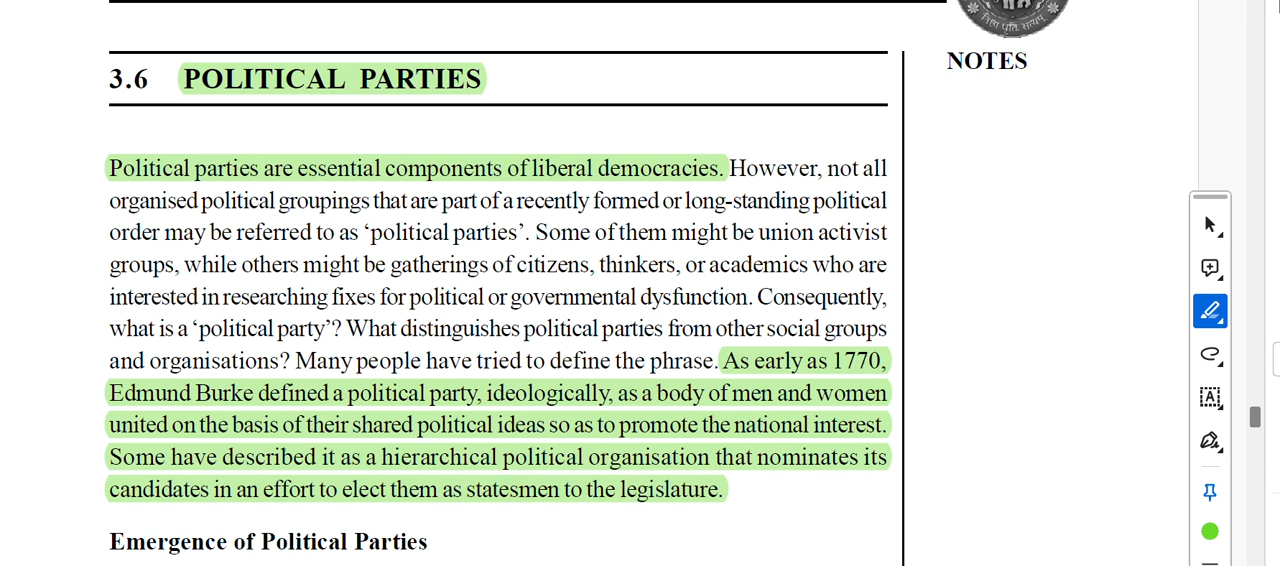 विद्या धृतिः सत्यम्
NOTES
3.6 POLITICAL PARTIES
Political parties are essential components of liberal democracies. However, not all
organised political groupings that are part of a recently formed or long-standing political
order may be referred to as ‘political parties’. Some of them might be union activist
groups, while others might be gatherings of citizens, thinkers, or academics who are
interested in researching fixes for political or governmental dysfunction. Consequently,
what is a ‘political party’? What distinguishes political parties from other social groups
and organisations? Many people have tried to define the phrase. As early as 1770,
Edmund Burke defined a political party, ideologically, as a body of men and women
united on the basis of their shared political ideas so as to promote the national interest.
Some have described it as a hierarchical political organisation that nominates its
candidates in an effort to elect them as statesmen to the legislature.
Emergence of Political Parties